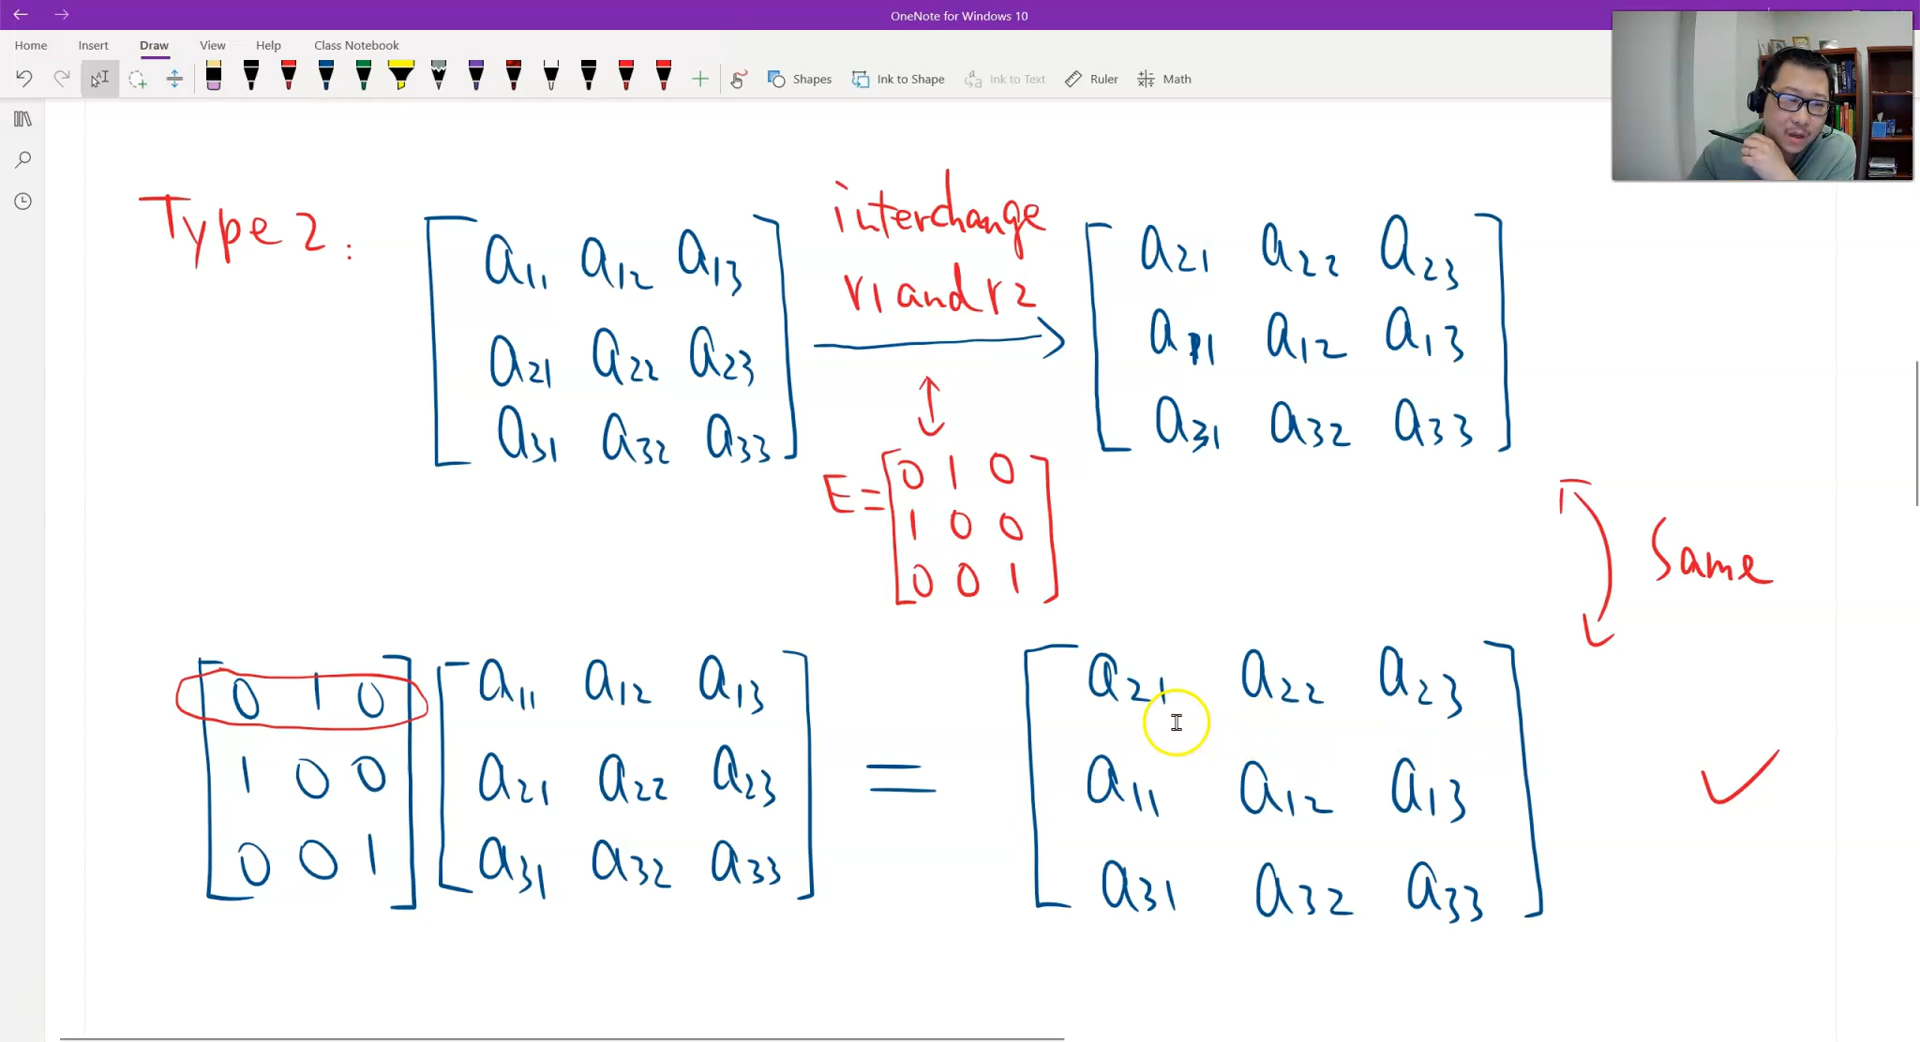 OneNote for Windows 10
Home Insert Draw View Help Class Notebook
Shapes Ink to Shape Ink to Text Ruler Math
Type 2 :
interchange
r1 and r2
a11 a12 a13
a21 a22 a23
a31 a32 a33
a21 a22 a23
a11 a12 a13
a31 a32 a33
E = 0 1 0
1 0 0
0 0 1
Same
0 1 0 a11 a12 a13 = a21 a22 a23
1 0 0 a21 a22 a23 a11 a12 a13
0 0 1 a31 a32 a33 a31 a32 a33